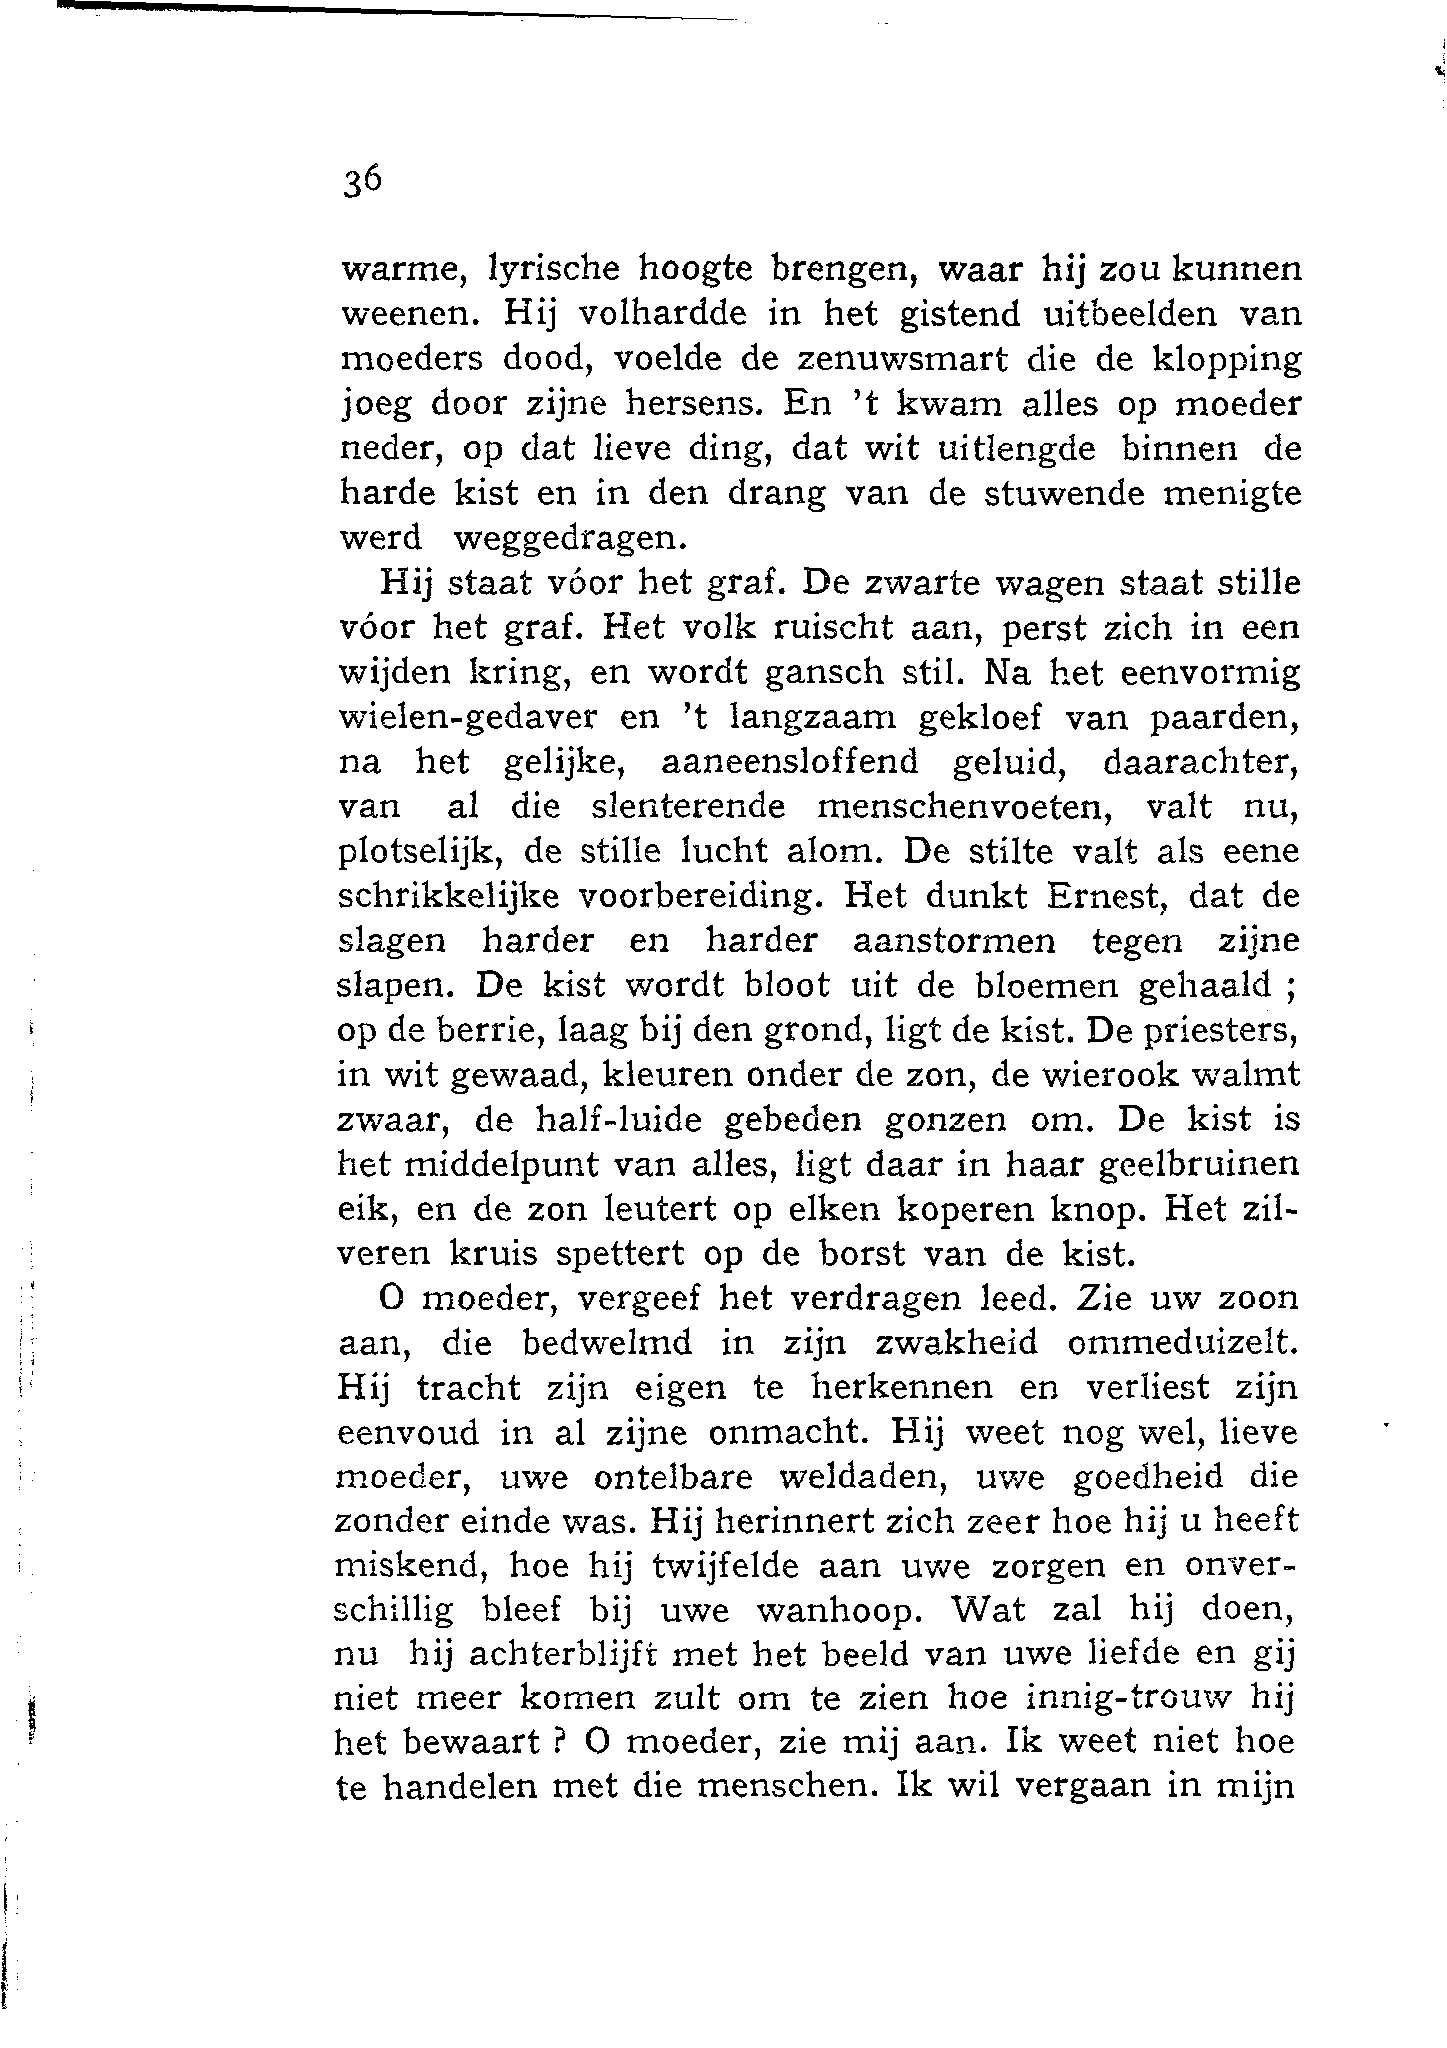 36
warme, lyrische hoogte brengen, waar hij zou kunnen
weenen. Hij volhardde in het gistend uitbeelden van
moeders dood, voelde de zenuwsmart die de klopping
joeg door zijne hersens. En 't kwam alles op moeder
neder, op dat lieve ding, dat wit uitlengde binnen de
harde kist en in den drang van de stuwende menigte
werd weggedragen.
Hij staat vóor het graf. De zwarte wagen staat stille
vóor het graf. Het volk ruischt aan, perst zich in een
wijden kring, en wordt gansch stil. Na het eenvormig
wielen-gedaver en 't langzaam gekloef van paarden,
na het gelijke, aaneensloffend geluid, daarachter,
van al die slenterende menschenvoeten, valt nu,
plotselijk, de stille lucht alom. De stilte valt als eene
schrikkelijke voorbereiding. Het dunkt Ernest, dat de
slagen harder en harder aanstormen tegen zijne
slapen. De kist wordt bloot uit de bloemen gehaald ;
op de berrie, laag bij den grond, ligt de kist. De priesters,
in wit gewaad, kleuren onder de zon, de wierook walmt
zwaar, de half-luide gebeden gonzen om. De kist is
het middelpunt van alles, ligt daar in haar geelbruinen
eik, en de zon leutert op elken koperen knop. Het zil-
veren kruis spettert op de borst van de kist.
O moeder, vergeef het verdragen leed. Zie uw zoon
aan, die bedwelmd in zijn zwakheid ommeduizelt.
Hij tracht zijn eigen te herkennen en verliest zijn
eenvoud in al zijne onmacht. Hij weet nog wel, lieve
moeder, uwe ontelbare weldaden, uwe goedheid die
zonder einde was. Hij herinnert zich zeer hoe hij u heeft
miskend, hoe hij twijfelde aan uwe zorgen en onver-
schillig bleef bij uwe wanhoop. Wat zal hij doen,
nu hij achterblijft met het beeld van uwe liefde en gij
niet meer komen zult om te zien hoe innig-trouw hij
het bewaart ? O moeder, zie mij aan. Ik weet niet hoe
te handelen met die menschen. Ik wil vergaan in mijn